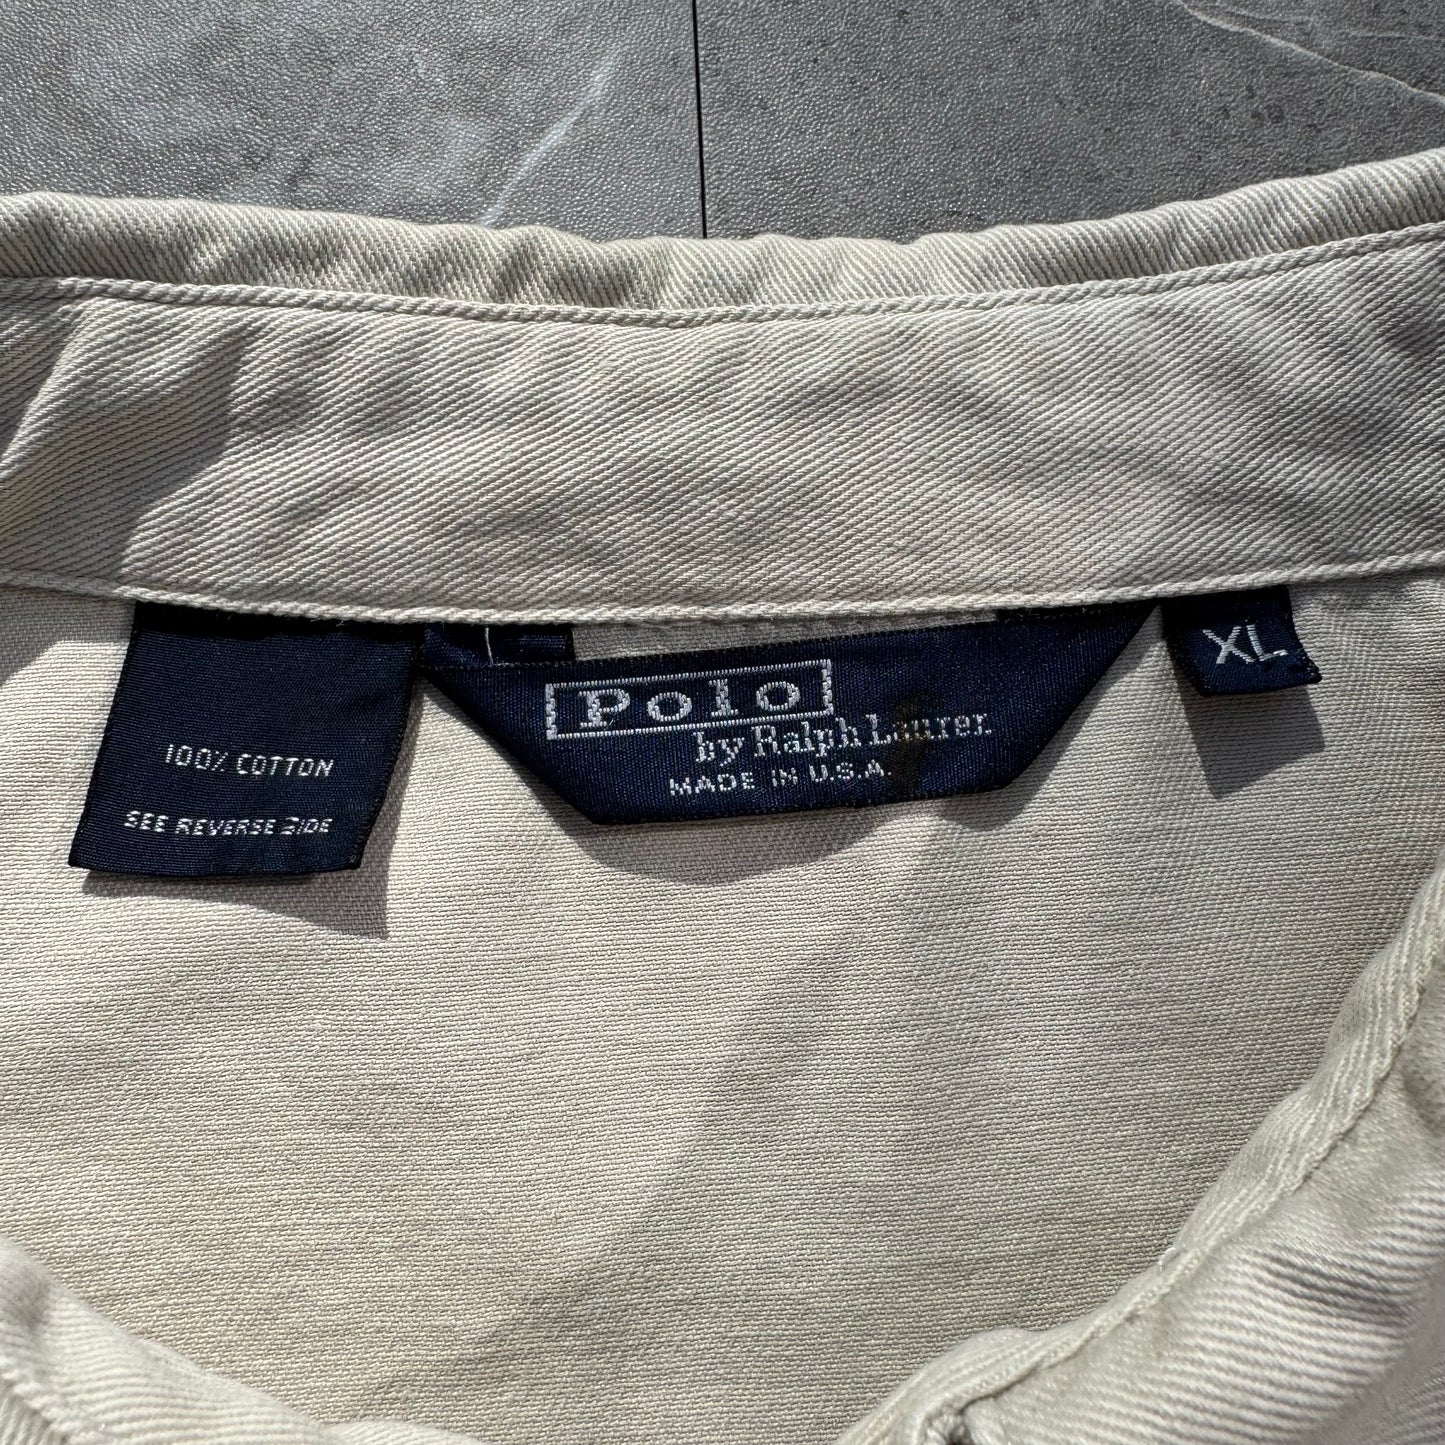 100% COTTON
SEE REVERSE SIDE
Polo
by Ralph Lauren
MADE IN U.S.A.
XL